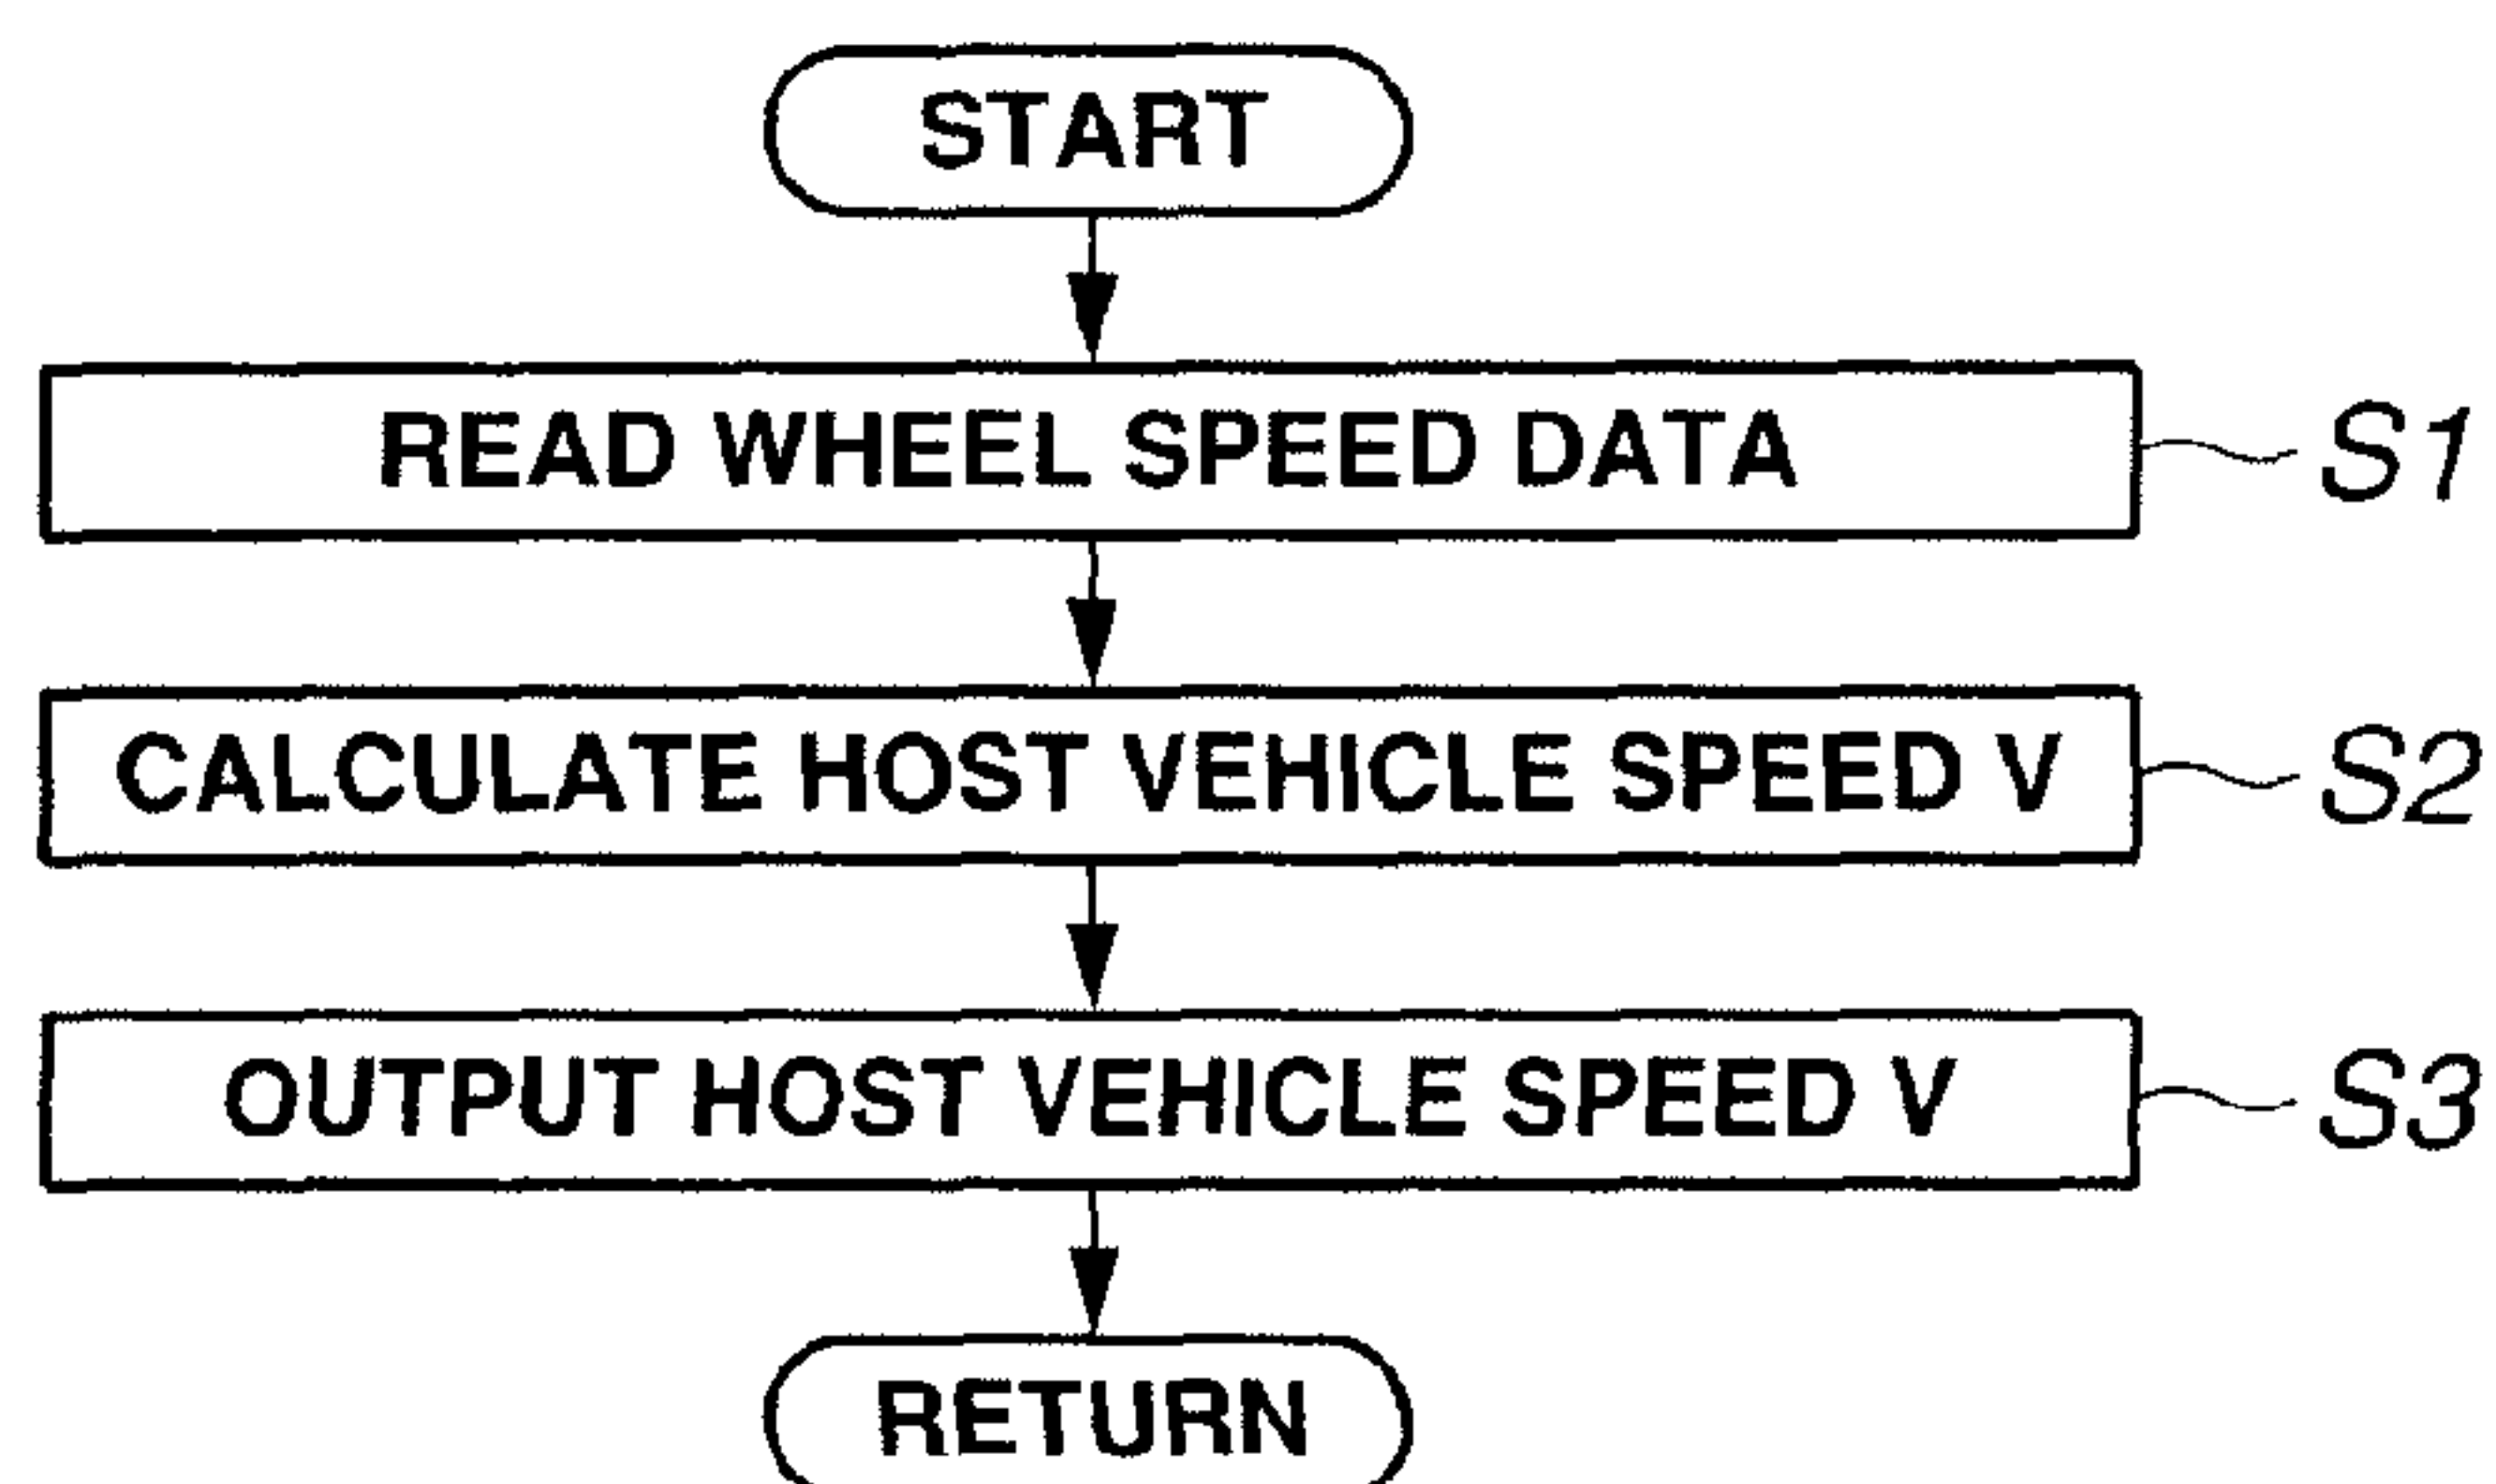 START
READ WHEEL SPEED DATA
S1
CALCULATE HOST VEHICLE SPEED V
S2
OUTPUT HOST VEHICLE SPEED V
S3
RETURN